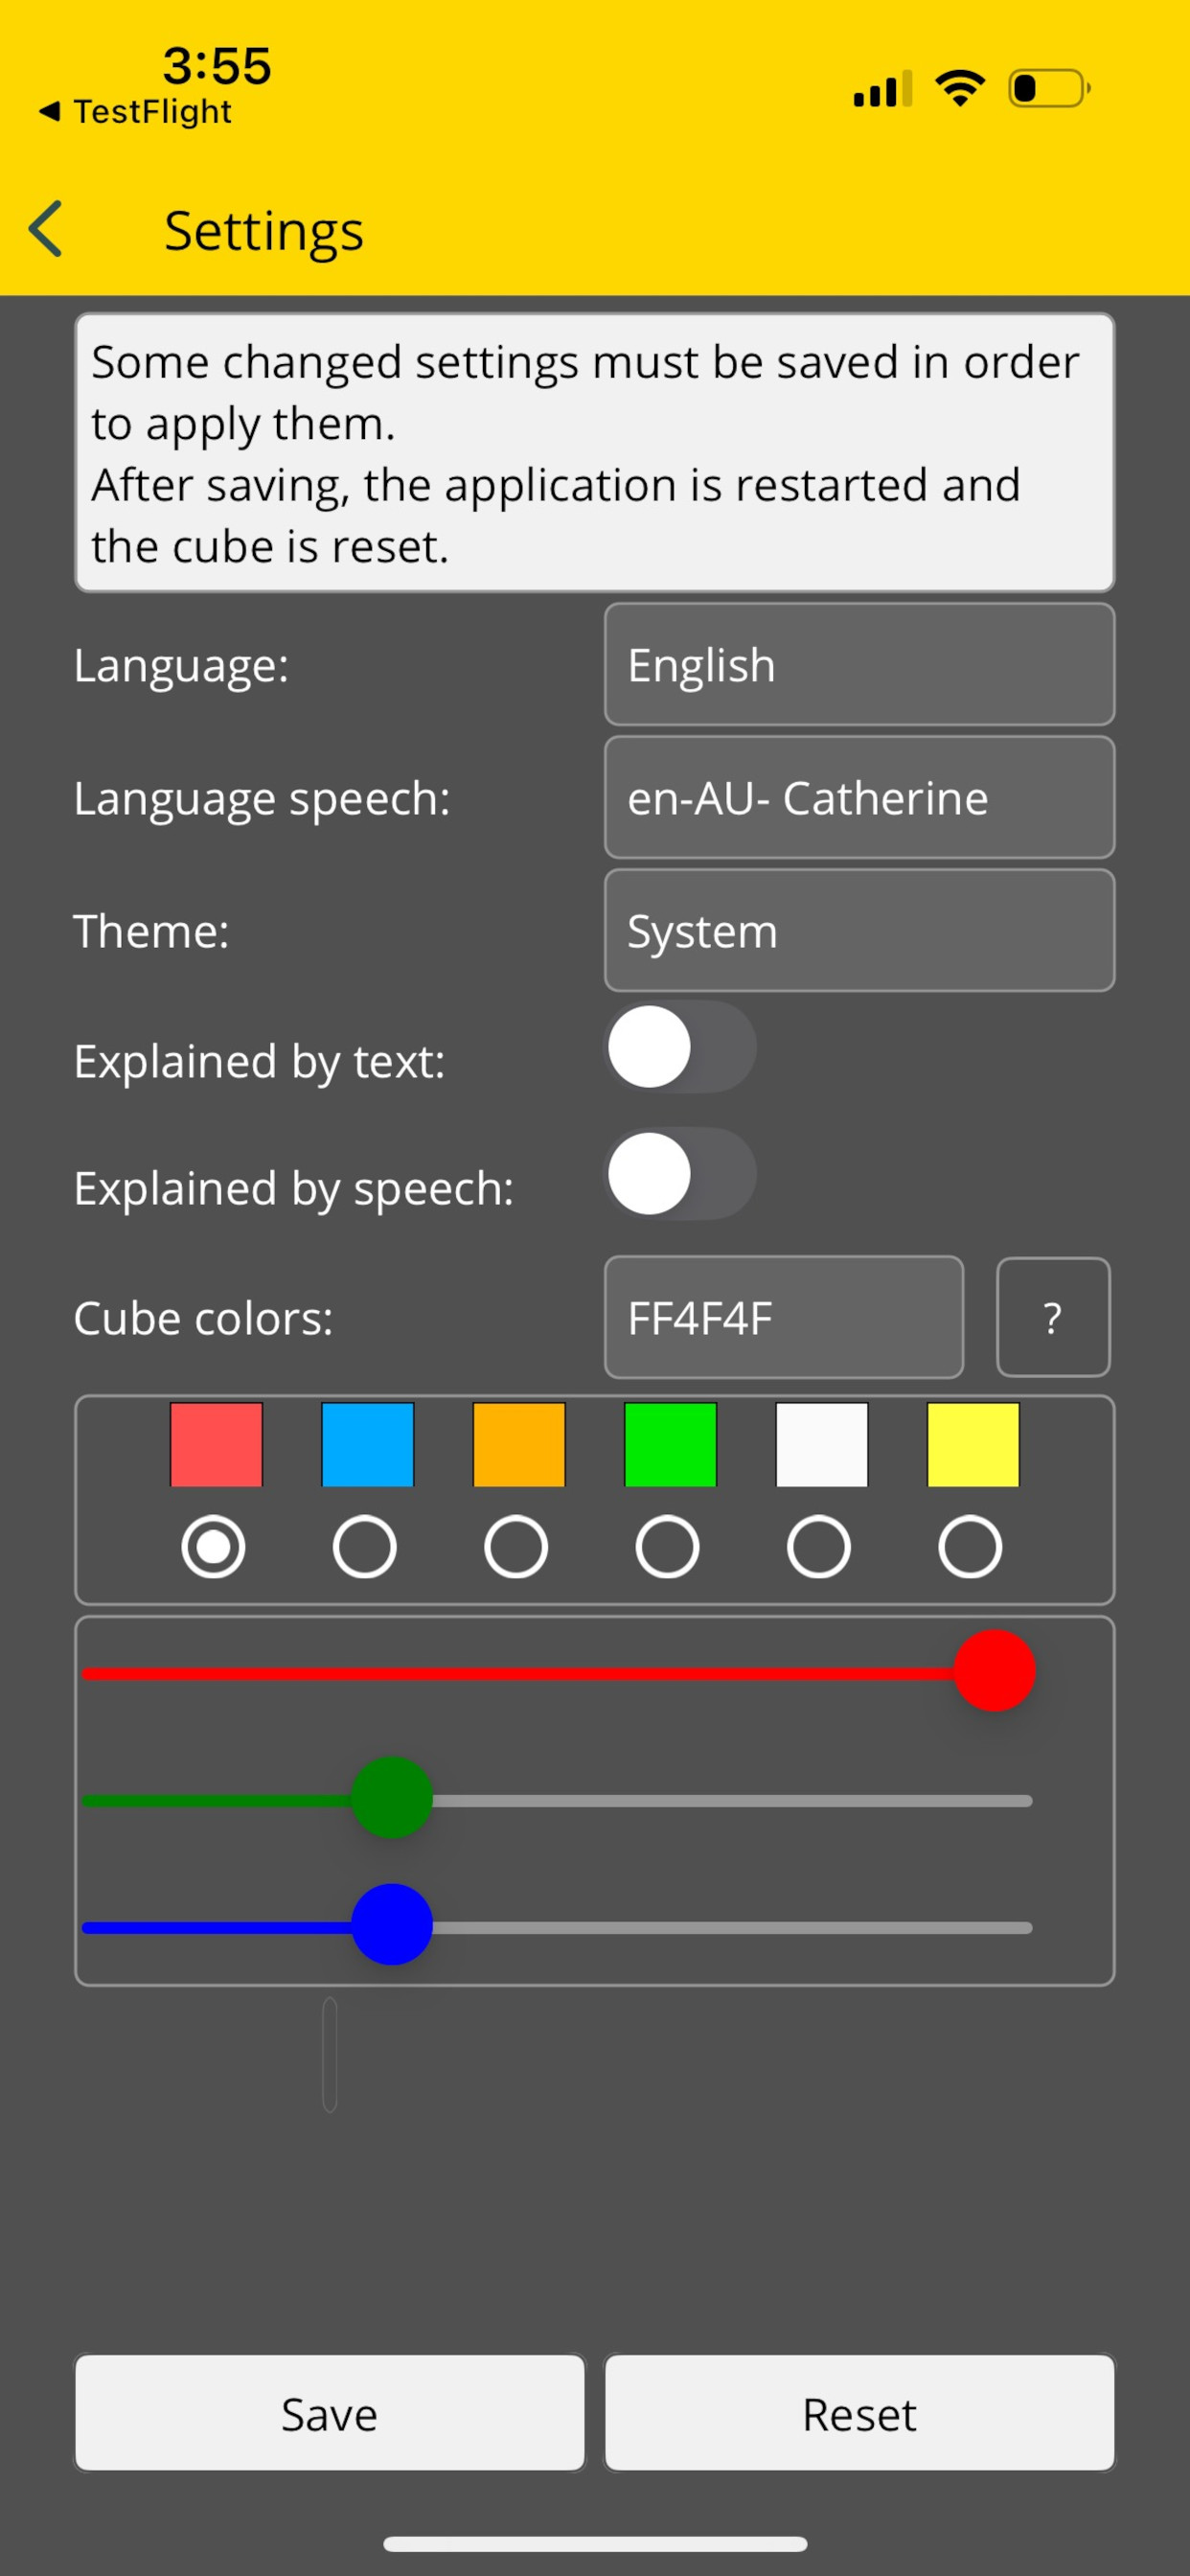 3:55
TestFlight
Settings
Some changed settings must be saved in order
to apply them.
After saving, the application is restarted and
the cube is reset.
Language:
English
Language speech:
en-AU- Catherine
Theme:
System
Explained by text:
Explained by speech:
Cube colors:
FF4F4F
?
Save
Reset